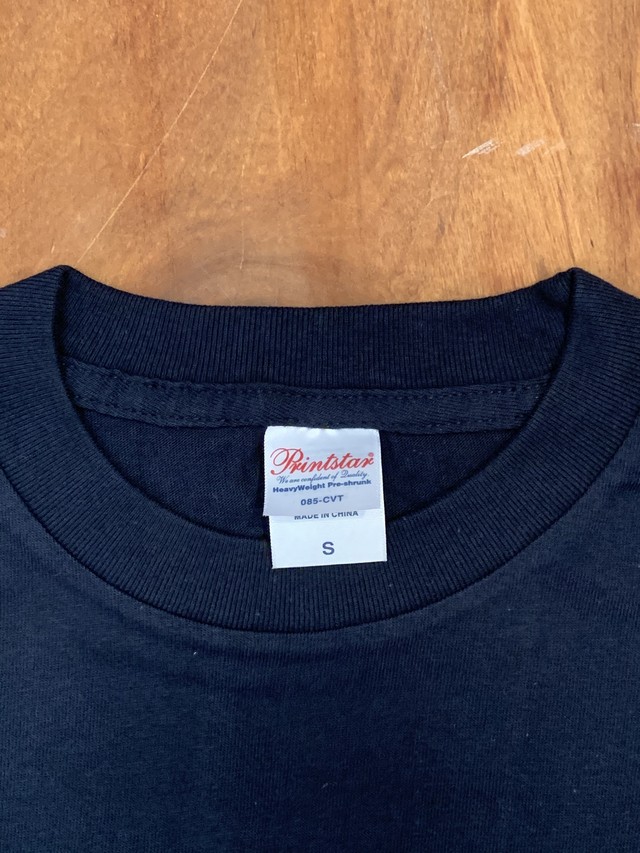 Printstar®
We are confident of Quality.
HeavyWeight Pre-shrunk
085-CVT
MADE IN CHINA
S